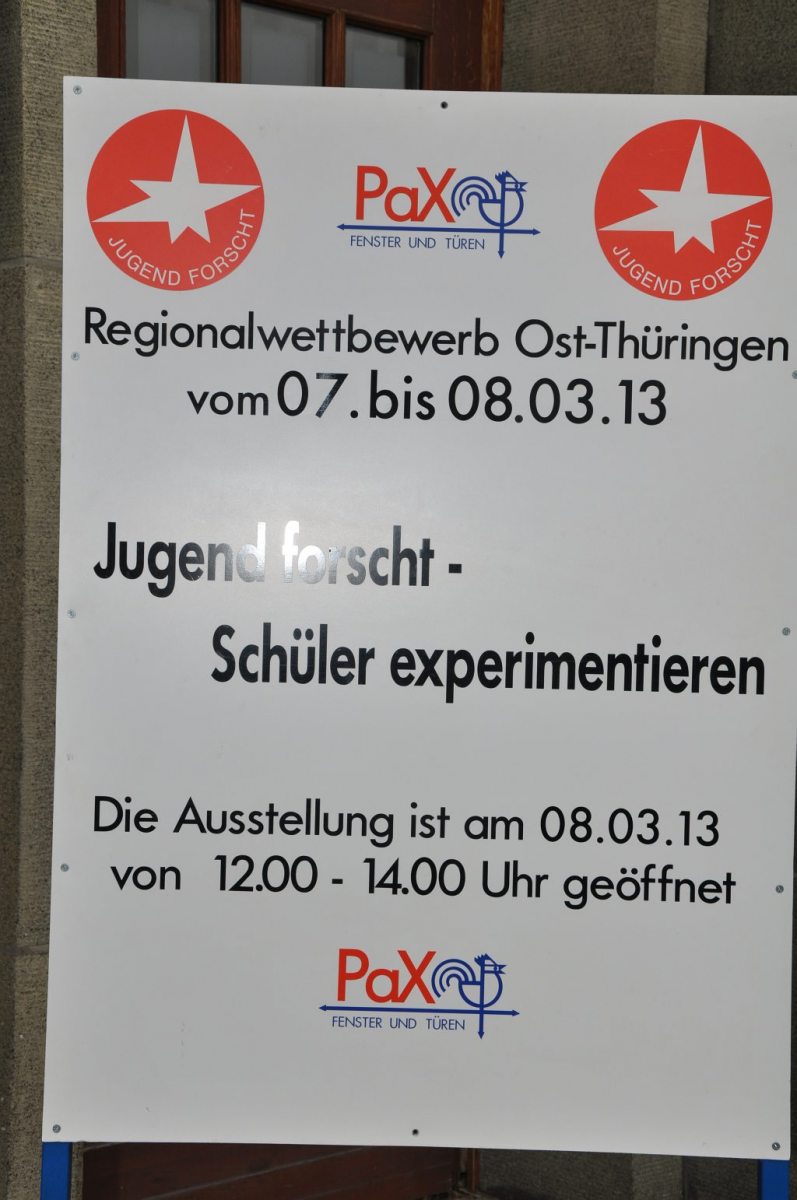 JUGEND FORSCHT
PaX
FENSTER UND TÜREN
JUGEND FORSCHT
Regionalwettbewerb Ost-Thüringen
vom 07. bis 08.03.13
Jugend forscht -
Schüler experimentieren
Die Ausstellung ist am 08.03.13
von 12.00 - 14.00 Uhr geöffnet
PaX
FENSTER UND TÜREN